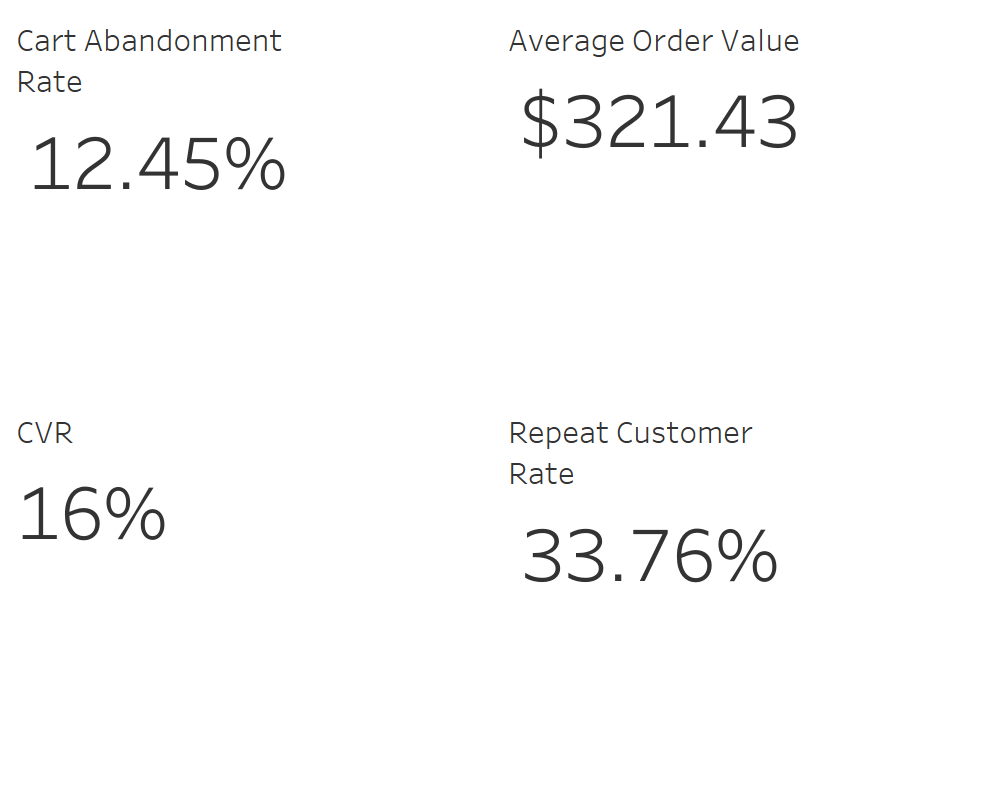 Cart Abandonment
Rate
12.45%
Average Order Value
$321.43
CVR
16%
Repeat Customer
Rate
33.76%